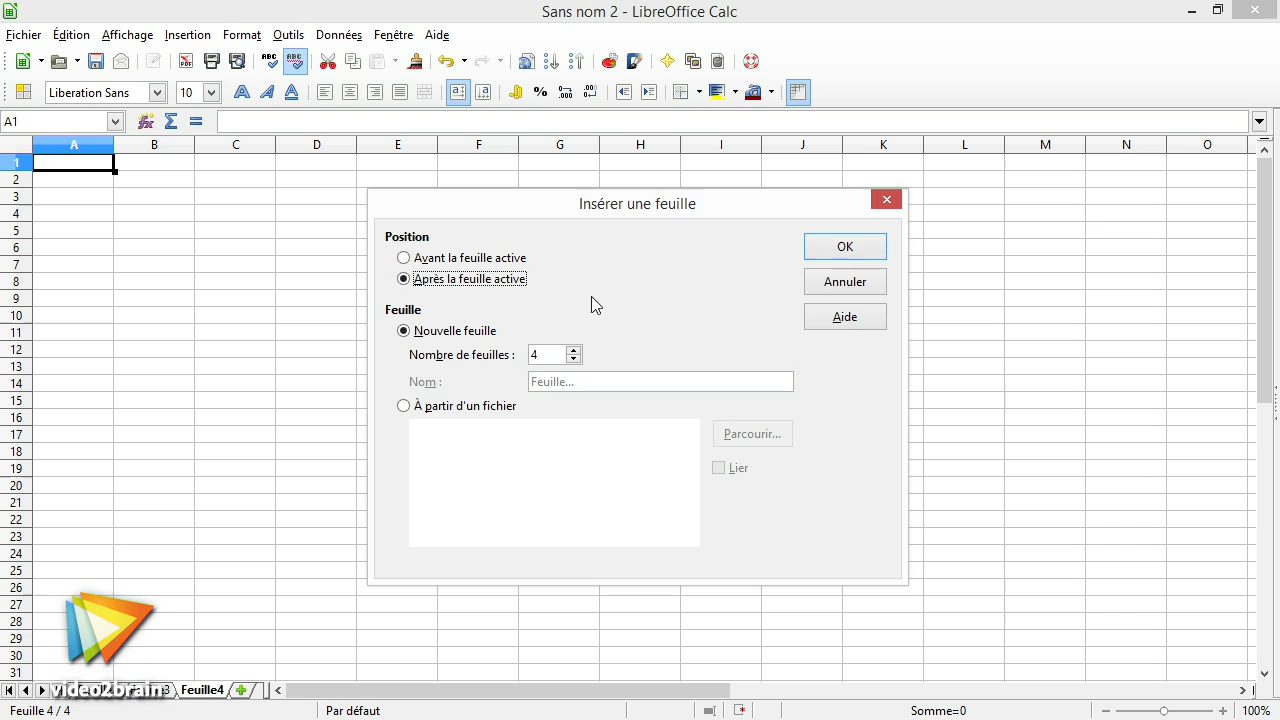 Sans nom 2 - LibreOffice Calc
Fichier Édition Affichage Insertion Format Outils Données Fenêtre Aide
Liberation Sans 10
A1
A B C D E F G H I J K L M N O
1
2
3
4
5
6
7
8
9
10
11
12
13
14
15
16
17
18
19
20
21
22
23
24
25
26
27
28
29
30
31
Insérer une feuille
Position
Avant la feuille active
Après la feuille active
Feuille
Nouvelle feuille
Nombre de feuilles : 4
Nom : Feuille...
À partir d'un fichier
OK
Annuler
Aide
Parcourir...
Lier
video2brain
Feuille4
Feuille 4 / 4 Par défaut Somme=0 100%